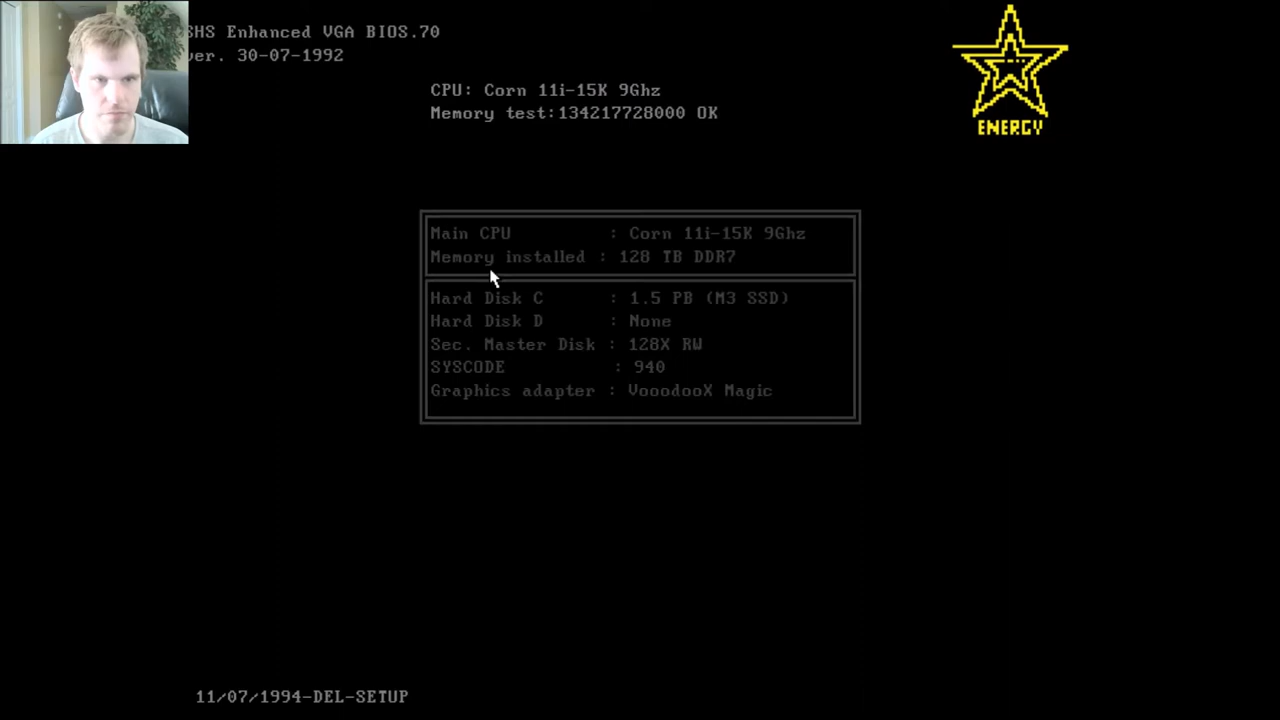 SHS Enhanced VGA BIOS.70
ver. 30-07-1992
CPU: Corn 11i-15K 9Ghz
Memory test:134217728000 OK
ENERGY
Main CPU : Corn 11i-15K 9Ghz
Memory installed : 128 TB DDR7
Hard Disk C : 1.5 PB (M3 SSD)
Hard Disk D : None
Sec. Master Disk : 128X RW
SYSCODE : 940
Graphics adapter : VooodooX Magic
11/07/1994-DEL-SETUP